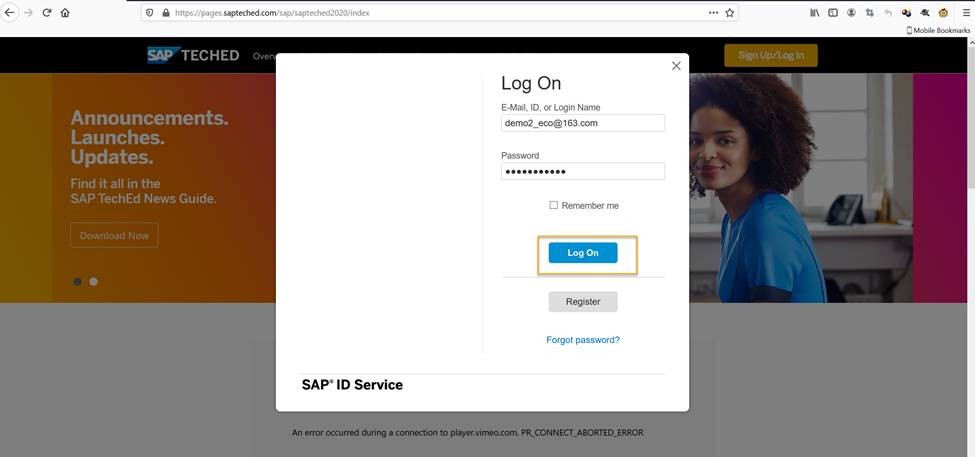 https://pages.sapteched.com/sap/sapteched2020/index
Mobile Bookmarks
SAP TECHED
Sign Up/Log In
Announcements.
Launches.
Updates.
Find it all in the
SAP TechEd News Guide.
Download Now
Log On
E-Mail, ID, or Login Name
demo2_eco@163.com
Password
Remember me
Log On
Register
Forgot password?
SAP® ID Service
An error occurred during a connection to player.vimeo.com. PR_CONNECT_ABORTED_ERROR